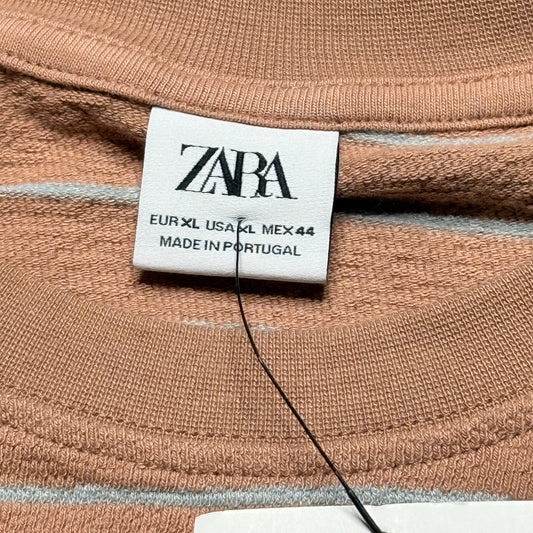 ZARA
EUR XL USA XL MEX 44
MADE IN PORTUGAL